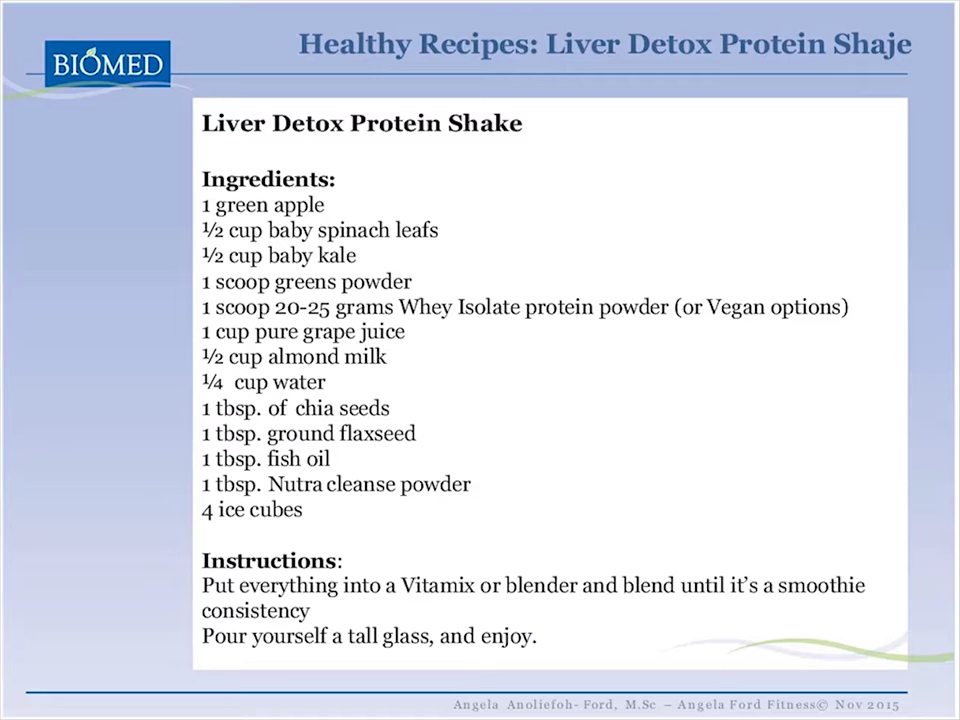 BIOMED
Healthy Recipes: Liver Detox Protein Shaje
Liver Detox Protein Shake
Ingredients:
1 green apple
½ cup baby spinach leafs
½ cup baby kale
1 scoop greens powder
1 scoop 20-25 grams Whey Isolate protein powder (or Vegan options)
1 cup pure grape juice
½ cup almond milk
¼ cup water
1 tbsp. of chia seeds
1 tbsp. ground flaxseed
1 tbsp. fish oil
1 tbsp. Nutra cleanse powder
4 ice cubes
Instructions:
Put everything into a Vitamix or blender and blend until it's a smoothie
consistency
Pour yourself a tall glass, and enjoy.
Angela Anoliefoh- Ford, M.Sc – Angela Ford Fitness© Nov 2015